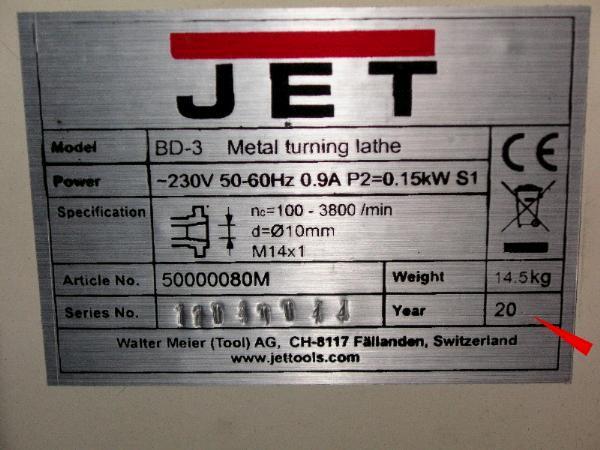 JET
Model BD-3 Metal turning lathe
Power ~230V 50-60Hz 0.9A P2=0.15kW S1
Specification nc=100 - 3800 /min
d=Ø10mm
M14x1
CE
Article No. 50000080M Weight 14.5kg
Series No. Year 20
Walter Meier (Tool) AG, CH-8117 Fällanden, Switzerland
www.jettools.com